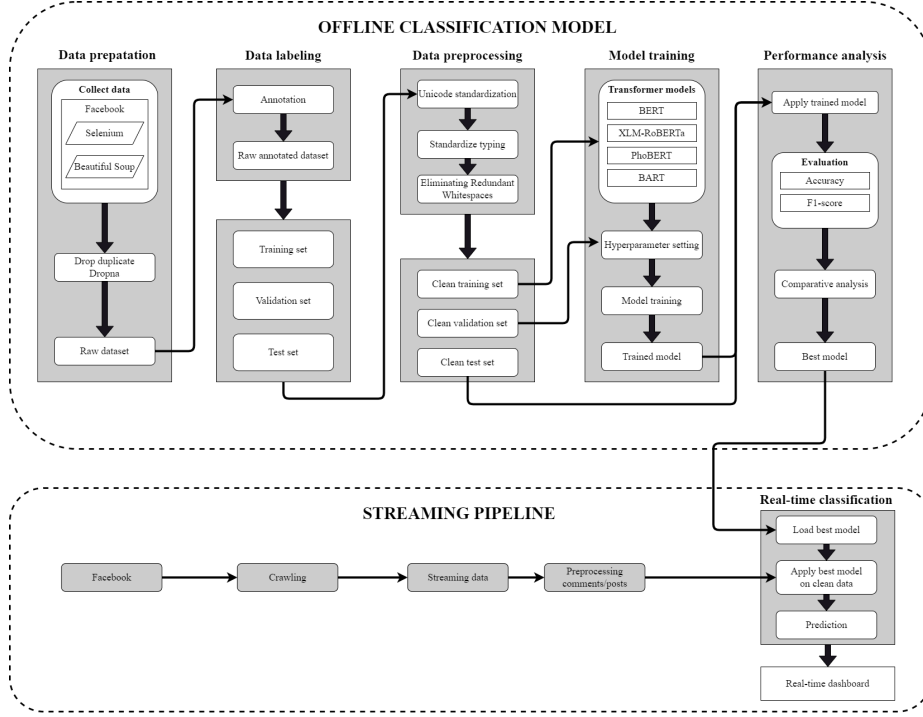 OFFLINE CLASSIFICATION MODEL
Data prepatation
Collect data
Facebook
Selenium
Beautiful Soup
Drop duplicate
Dropna
Raw dataset
Data labeling
Annotation
Raw annotated dataset
Training set
Validation set
Test set
Data preprocessing
Unicode standardization
Standardize typing
Eliminating Redundant
Whitespaces
Clean training set
Clean validation set
Clean test set
Model training
Transformer models
BERT
XLM-RoBERTa
PhoBERT
BART
Hyperparameter setting
Model training
Trained model
Performance analysis
Apply trained model
Evaluation
Accuracy
F1-score
Comparative analysis
Best model
STREAMING PIPELINE
Facebook
Crawling
Streaming data
Preprocessing
comments/posts
Real-time classification
Load best model
Apply best model
on clean data
Prediction
Real-time dashboard